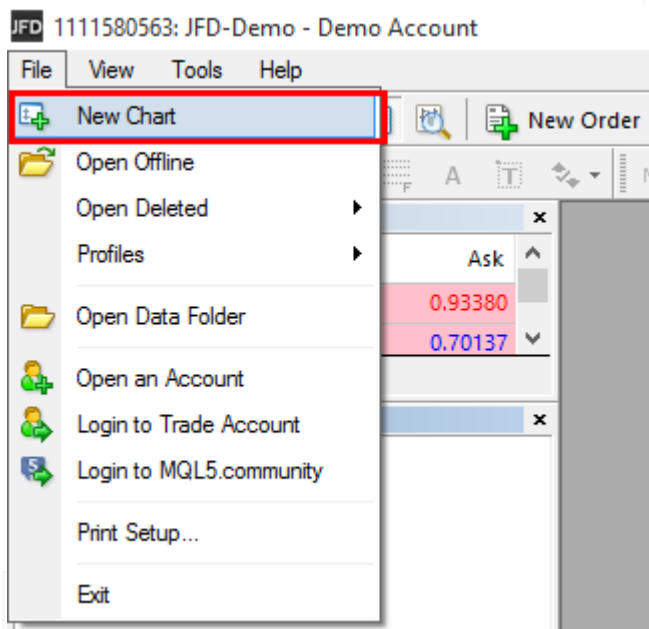 JFD 1111580563: JFD-Demo - Demo Account
File View Tools Help
New Chart
New Order
Open Offline
A T
F
Open Deleted
Profiles
Ask
0.93380
Open Data Folder
0.70137
Open an Account
Login to Trade Account
Login to MQL5.community
Print Setup...
Exit